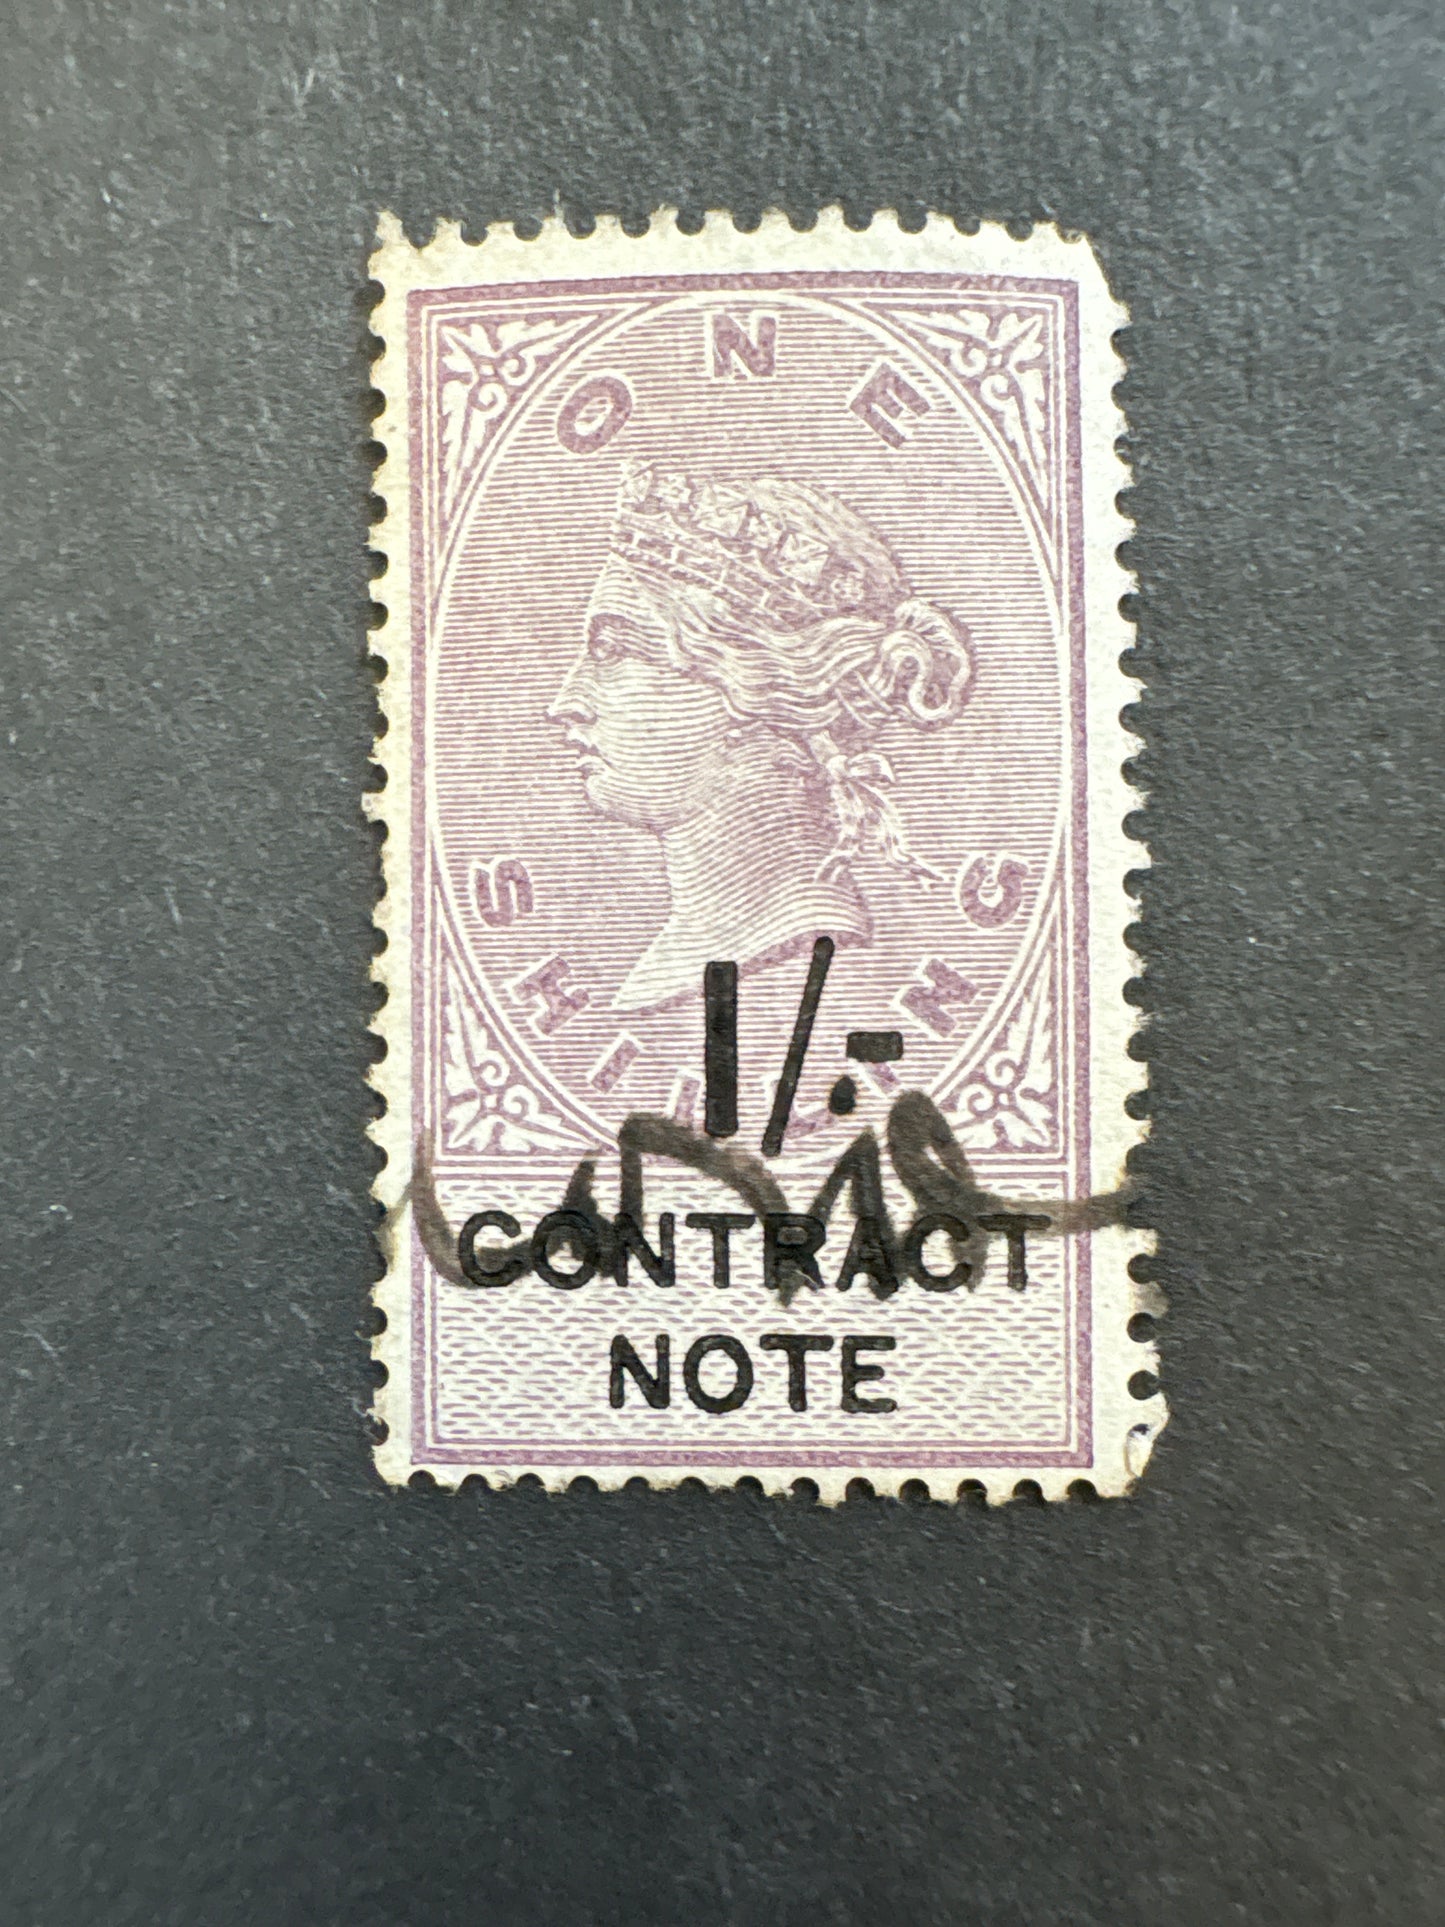 ONE
SHILLING
1/-
CONTRACT
NOTE